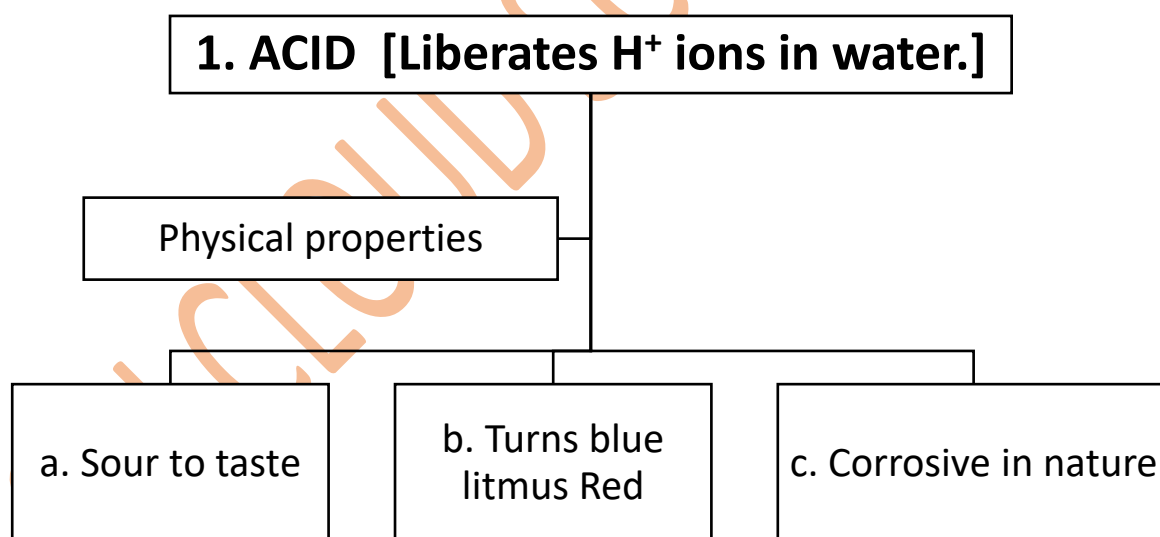 1. ACID [Liberates H⁺ ions in water.]
Physical properties
a. Sour to taste
b. Turns blue
litmus Red
c. Corrosive in nature